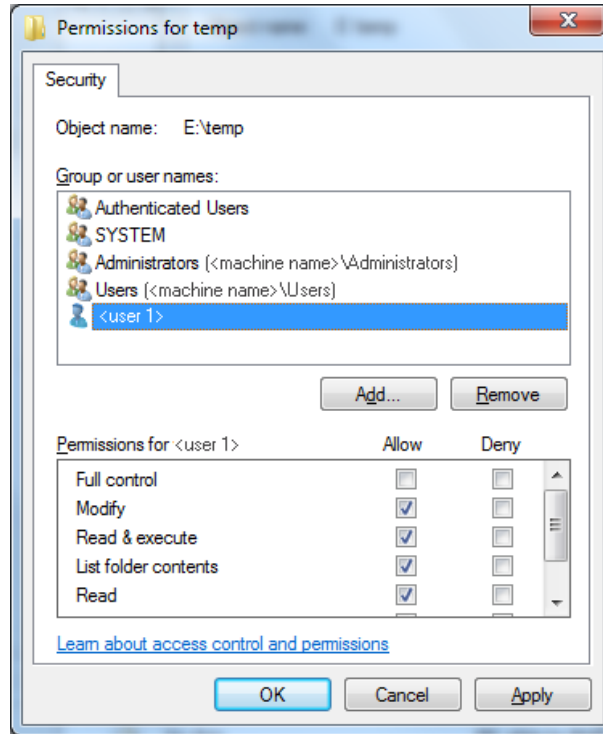 Permissions for temp
Security
Object name: E:\temp
Group or user names:
Authenticated Users
SYSTEM
Administrators (<machine name>\Administrators)
Users (<machine name>\Users)
<user 1>
Add... Remove
Permissions for <user 1> Allow Deny
Full control
Modify
Read & execute
List folder contents
Read
Learn about access control and permissions
OK Cancel Apply